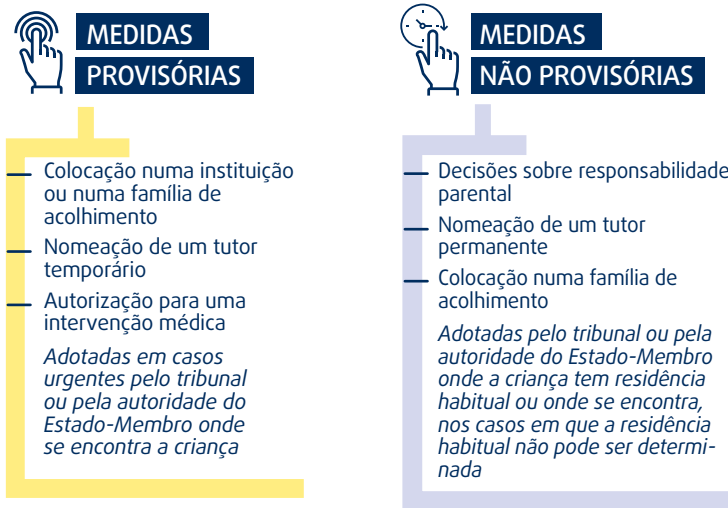 MEDIDAS
PROVISÓRIAS
Colocação numa instituição
ou numa família de
acolhimento
Nomeação de um tutor
temporário
Autorização para uma
intervenção médica
Adotadas em casos
urgentes pelo tribunal
ou pela autoridade do
Estado-Membro onde
se encontra a criança
MEDIDAS
NÃO PROVISÓRIAS
Decisões sobre responsabilidade
parental
Nomeação de um tutor
permanente
Colocação numa família de
acolhimento
Adotadas pelo tribunal ou pela
autoridade do Estado-Membro
onde a criança tem residência
habitual ou onde se encontra,
nos casos em que a residência
habitual não pode ser determi-
nada